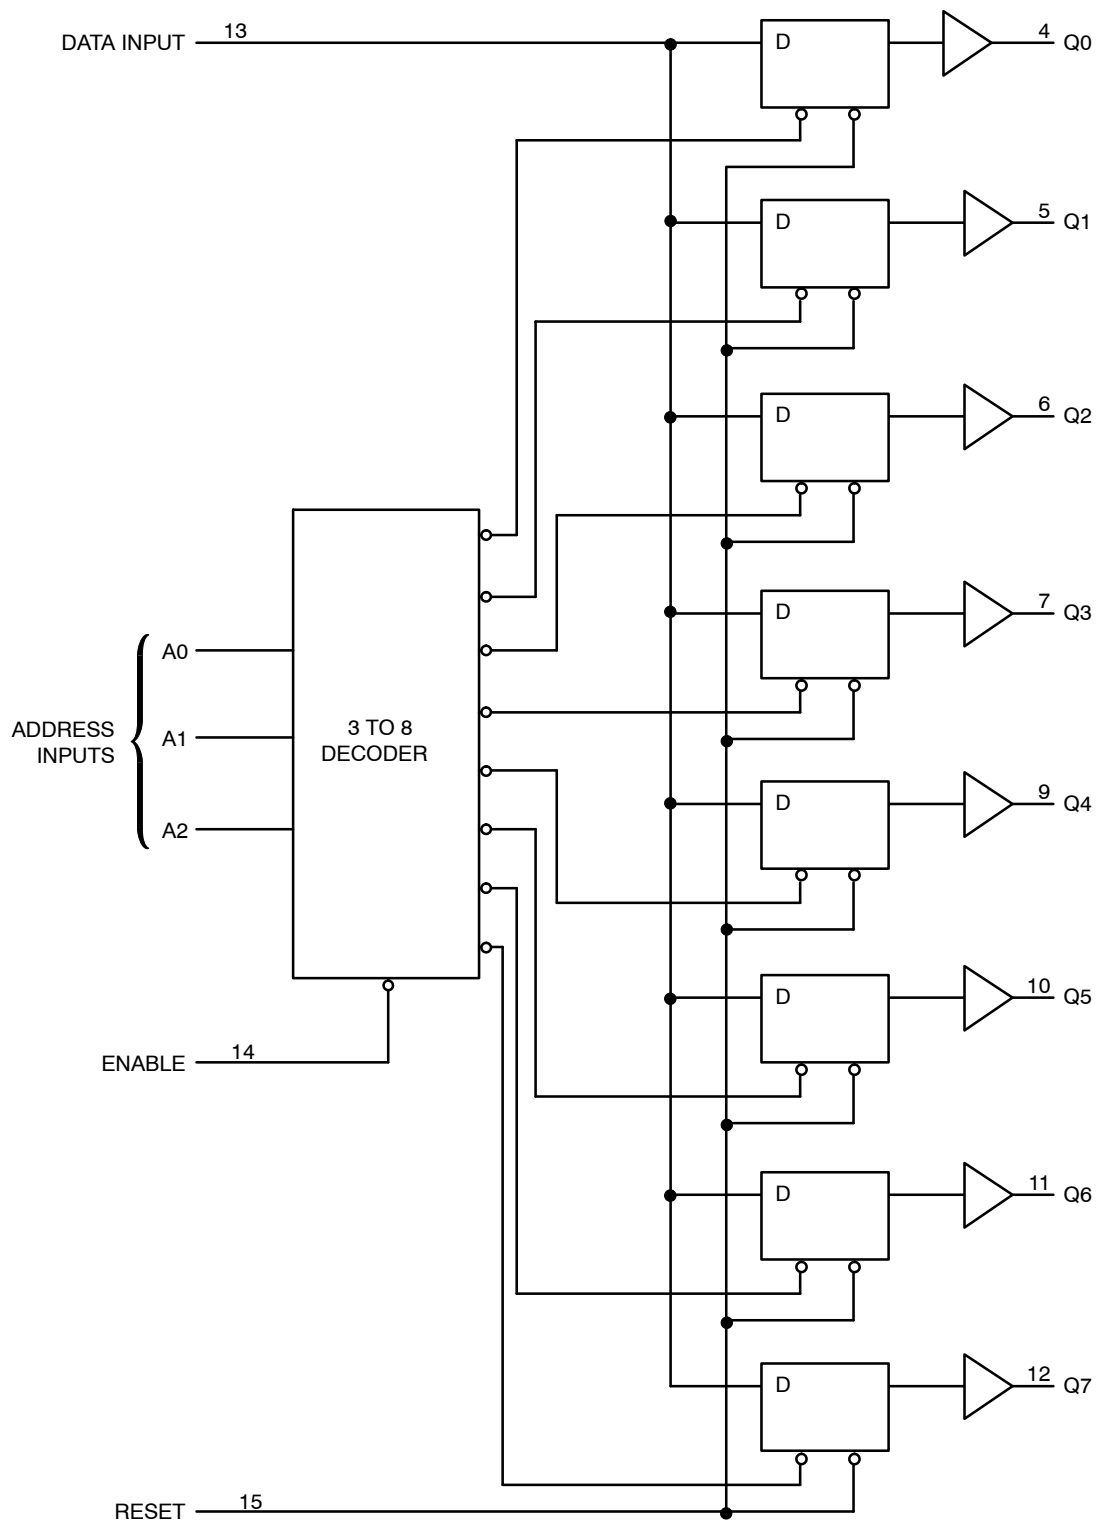 DATA INPUT 13
D
4 Q0
D
5 Q1
D
6 Q2
D
7 Q3
D
9 Q4
D
10 Q5
D
11 Q6
D
12 Q7
ADDRESS
INPUTS
A0
A1
A2
3 TO 8
DECODER
ENABLE 14
RESET 15